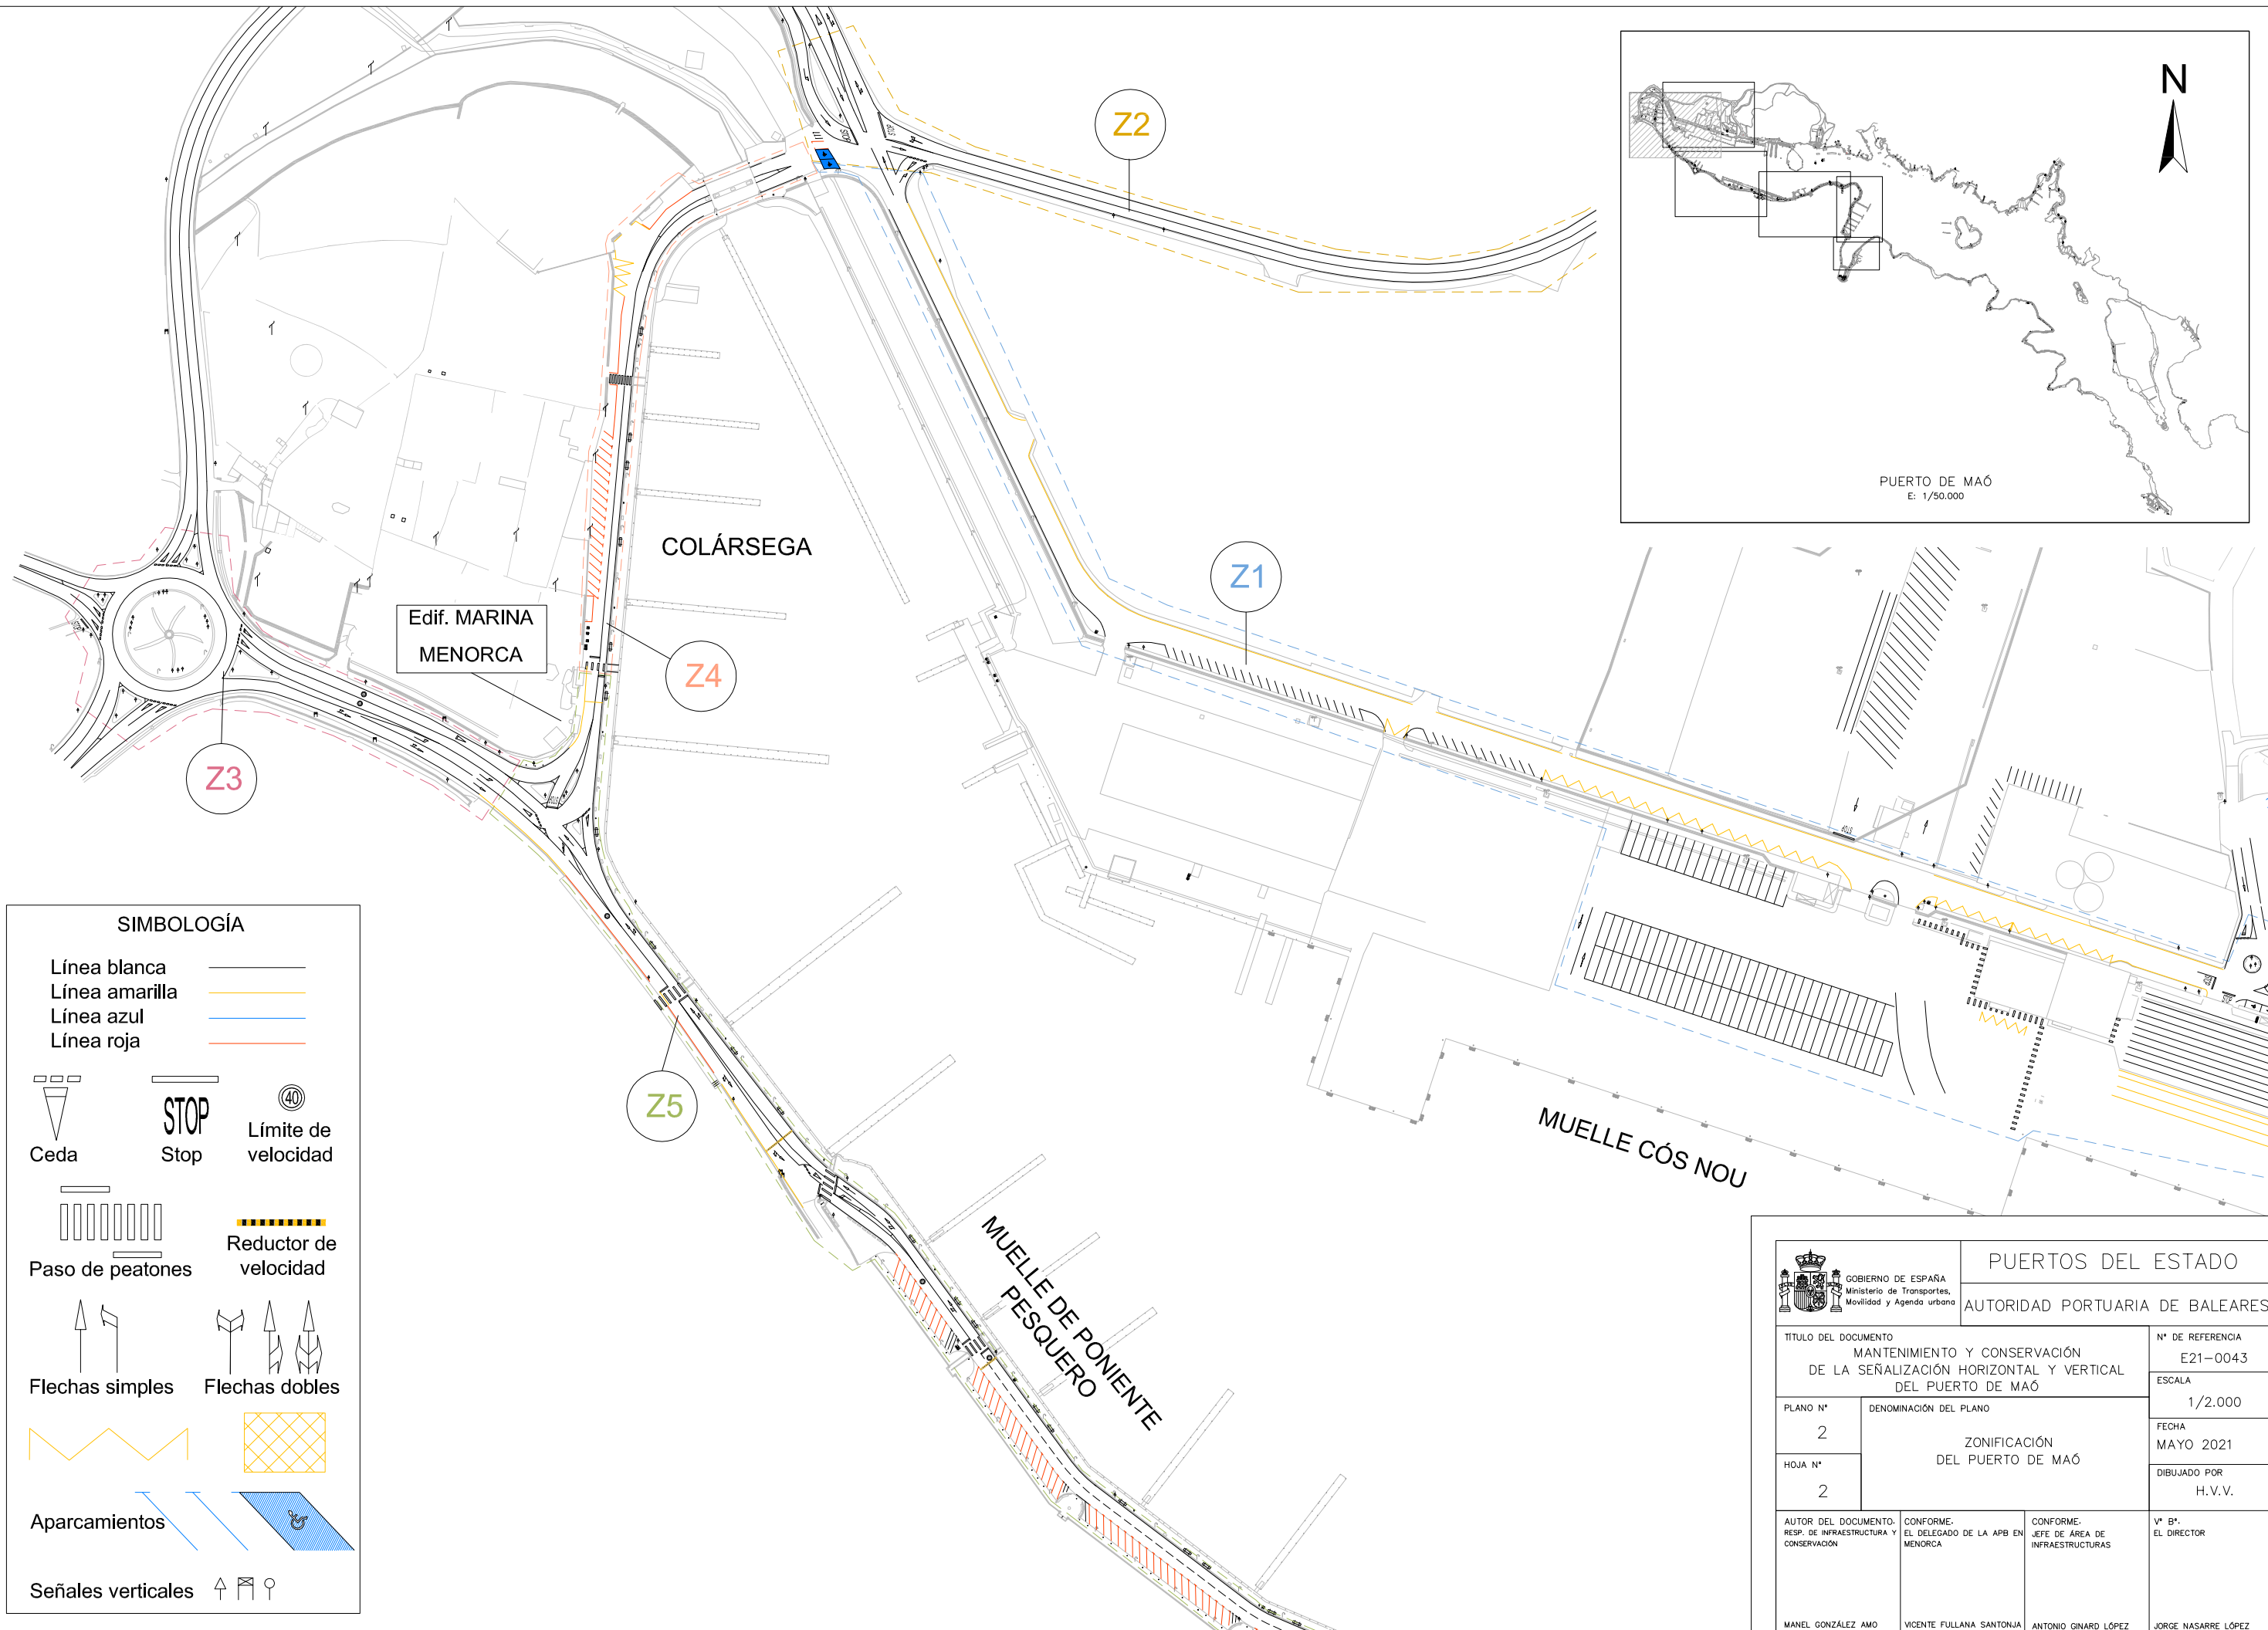 Z2
N
PUERTO DE MAÓ
E: 1/50.000
STOP
STOP
COLÁRSEGA
Z1
Edif. MARINA
MENORCA
Z4
Z3
STOP
STOP
Z5
MUELLE CÓS NOU
MUELLE DE PONIENTE
PESQUERO
SIMBOLOGÍA
Línea blanca
Línea amarilla
Línea azul
Línea roja
STOP
40
Ceda
Stop
Límite de
velocidad
Paso de peatones
Reductor de
velocidad
Flechas simples
Flechas dobles
Aparcamientos
Señales verticales
GOBIERNO DE ESPAÑA
Ministerio de Transportes,
Movilidad y Agenda urbana
PUERTOS DEL ESTADO
AUTORIDAD PORTUARIA DE BALEARES
TÍTULO DEL DOCUMENTO
MANTENIMIENTO Y CONSERVACIÓN
DE LA SEÑALIZACIÓN HORIZONTAL Y VERTICAL
DEL PUERTO DE MAÓ
Nº DE REFERENCIA
E21-0043
ESCALA
1/2.000
PLANO Nº
2
DENOMINACIÓN DEL PLANO
ZONIFICACIÓN
DEL PUERTO DE MAÓ
FECHA
MAYO 2021
HOJA Nº
2
DIBUJADO POR
H.V.V.
AUTOR DEL DOCUMENTO.
RESP. DE INFRAESTRUCTURA Y
CONSERVACIÓN
CONFORME.
EL DELEGADO DE LA APB EN
MENORCA
CONFORME.
JEFE DE ÁREA DE
INFRAESTRUCTURAS
Vº Bº.
EL DIRECTOR
MANEL GONZÁLEZ AMO
VICENTE FULLANA SANTONJA
ANTONIO GINARD LÓPEZ
JORGE NASARRE LÓPEZ